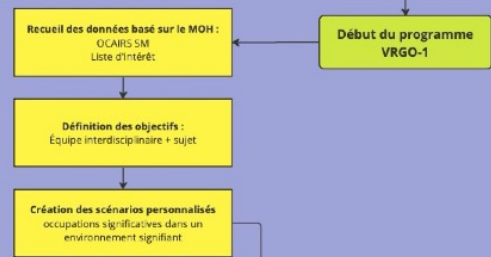 Recueil des données basé sur le MOH :
OCAIRS SM
Liste d'intérêt
Début du programme
VRGO-1
Définition des objectifs :
Équipe interdisciplinaire + sujet
Création des scénarios personnalisés
occupations significatives dans un
environnement signifiant